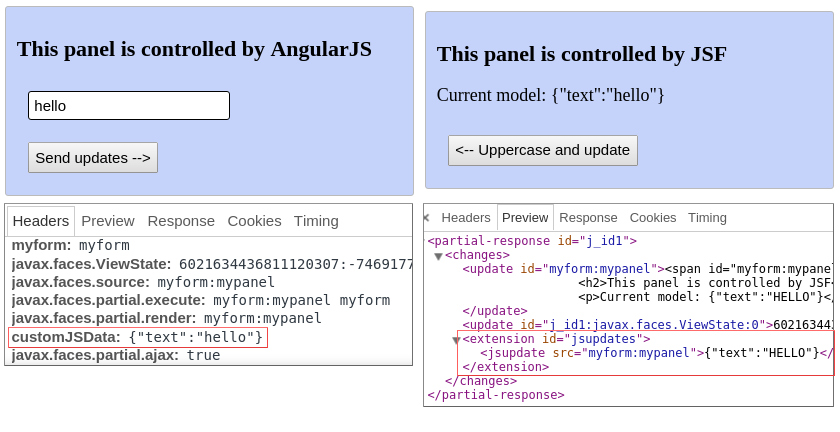 This panel is controlled by AngularJS
hello
Send updates -->
This panel is controlled by JSF
Current model: {"text":"hello"}
<-- Uppercase and update
Headers Preview Response Cookies Timing
myform: myform
javax.faces.ViewState: 6021634436811120307:-7469177
javax.faces.source: myform:mypanel
javax.faces.partial.execute: myform:mypanel myform
javax.faces.partial.render: myform:mypanel
customJSData: {"text":"hello"}
javax.faces.partial.ajax: true
× Headers Preview Response Cookies Timing
<partial-response id="j_id1">
<changes>
<update id="myform:mypanel"><span id="myform:mypane
<h2>This panel is controlled by JSF<
<p>Current model: {"text":"HELLO"}</
</update>
<update id="j_id1:javax.faces.ViewState:0">60216344
<extension id="jsupdates">
<jsupdate src="myform:mypanel">{"text":"HELLO"}</
</extension>
</changes>
</partial-response>